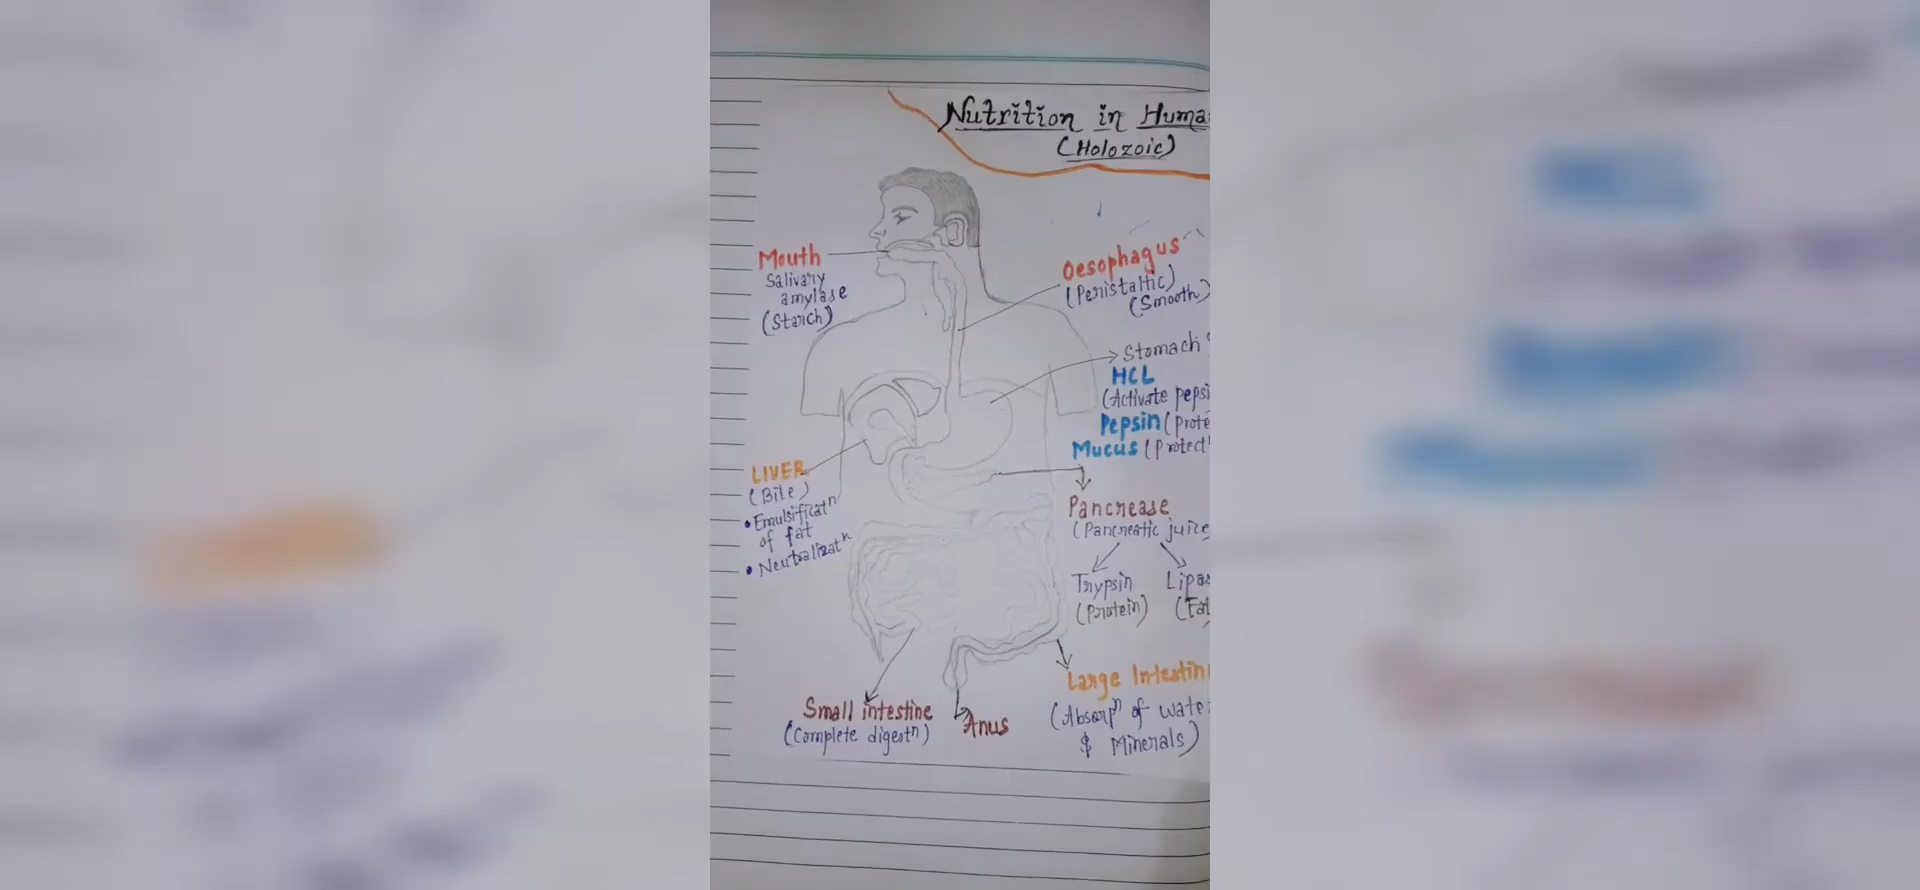 Nutrition in Huma
(Holozoic)
Mouth
Salivary
amylase
(Starch)
Oesophagus
(Peristaltic)
(Smooth)
Stomach
HCL
(Activate pepsi
Pepsin (Prote
Mucus (Protect
LIVER
(Bile)
• Emulsificatⁿ
of fat
• Neutralizatⁿ
Pancrease
(Pancreatic juice
Trypsin
(Protein)
Lipas
(Fat
Large Intestin
(Absorpⁿ of wate
& Minerals)
Small intestine
(Complete digestⁿ)
Anus